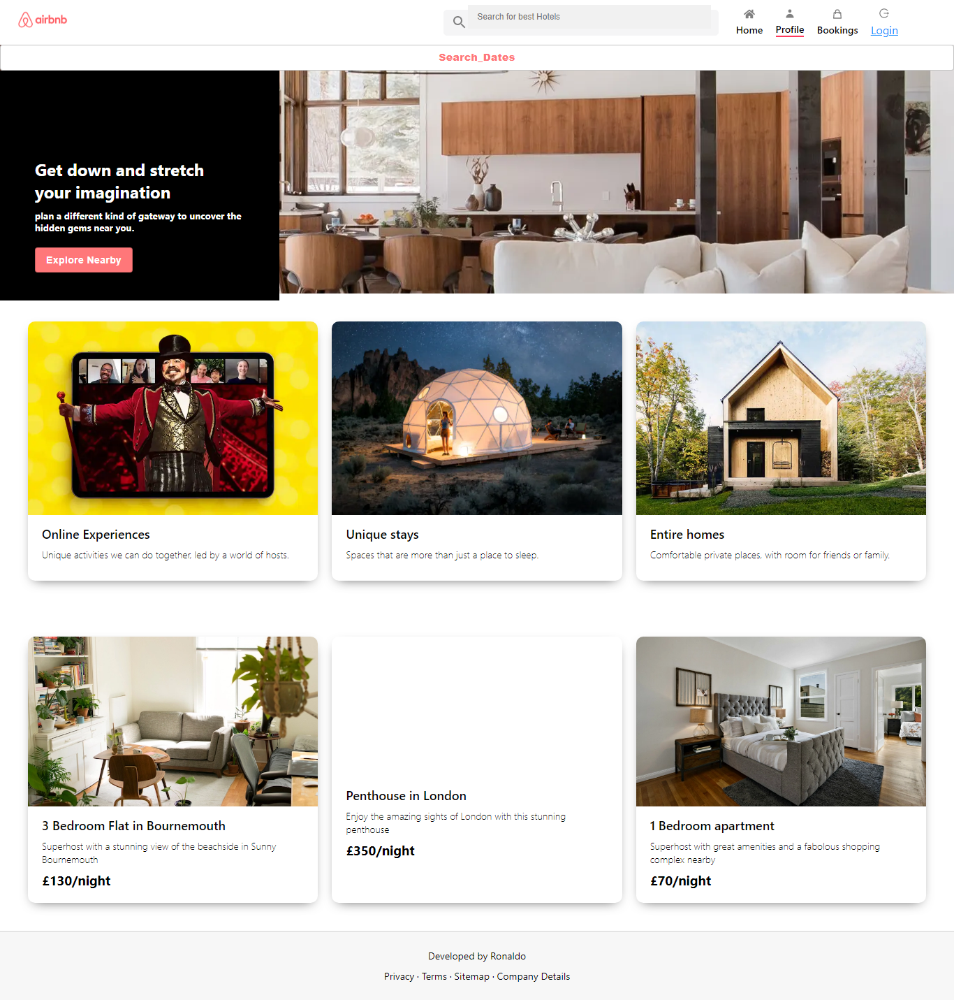 airbnb
Search for best Hotels
Home
Profile
Bookings
Login
Search_Dates
Get down and stretch
your imagination
plan a different kind of gateway to uncover the
hidden gems near you.
Explore Nearby
Online Experiences
Unique activities we can do together, led by a world of hosts.
Unique stays
Spaces that are more than just a place to sleep.
Entire homes
Comfortable private places, with room for friends or family.
3 Bedroom Flat in Bournemouth
Superhost with a stunning view of the beachside in Sunny
Bournemouth
£130/night
Penthouse in London
Enjoy the amazing sights of London with this stunning
penthouse
£350/night
1 Bedroom apartment
Superhost with great amenities and a fabolous shopping
complex nearby
£70/night
Developed by Ronaldo
Privacy · Terms · Sitemap · Company Details